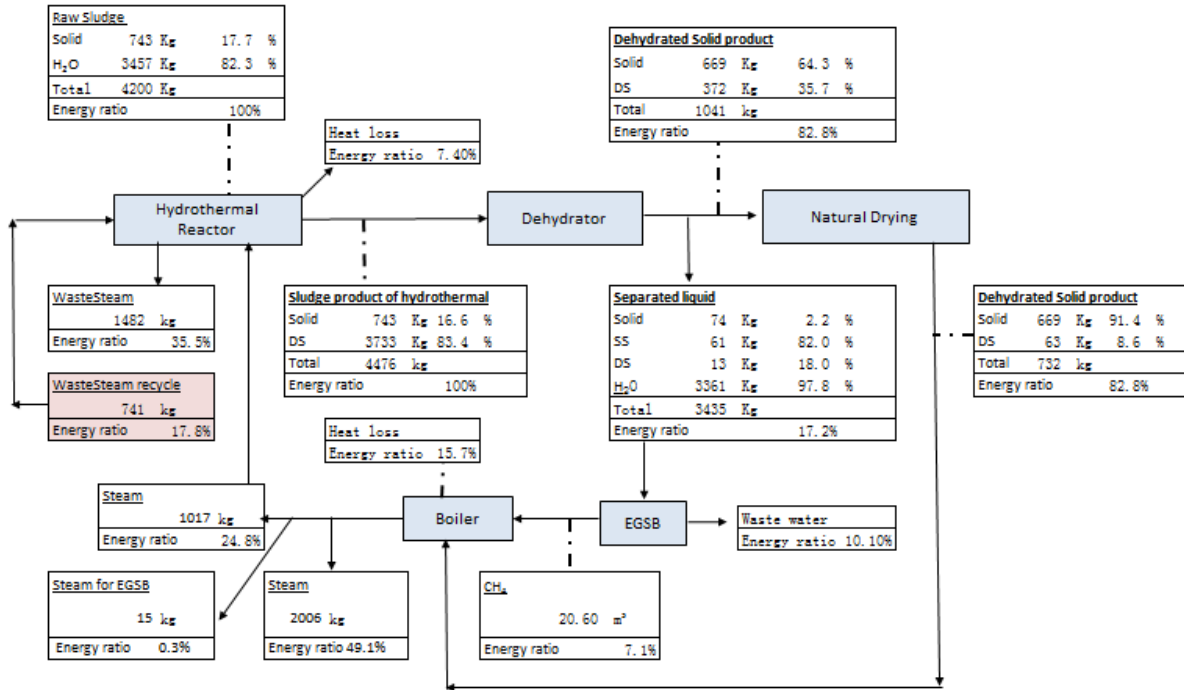 Raw Sludge
Solid 743 Kg 17.7 %
H₂O 3457 Kg 82.3 %
Total 4200 Kg
Energy ratio 100%
Dehydrated Solid product
Solid 669 Kg 64.3 %
DS 372 Kg 35.7 %
Total 1041 kg
Energy ratio 82.8%
Heat loss
Energy ratio 7.40%
Hydrothermal Reactor
Dehydrator
Natural Drying
WasteSteam
1482 kg
Energy ratio 35.5%
Sludge product of hydrothermal
Solid 743 Kg 16.6 %
DS 3733 Kg 83.4 %
Total 4476 kg
Energy ratio 100%
Separated liquid
Solid 74 Kg 2.2 %
SS 61 Kg 82.0 %
DS 13 Kg 18.0 %
H₂O 3361 Kg 97.8 %
Total 3435 Kg
Energy ratio 17.2%
Dehydrated Solid product
Solid 669 Kg 91.4 %
DS 63 Kg 8.6 %
Total 732 kg
Energy ratio 82.8%
WasteSteam recycle
741 kg
Energy ratio 17.8%
Heat loss
Energy ratio 15.7%
Steam
1017 kg
Energy ratio 24.8%
Boiler
EGSB
Waste water
Energy ratio 10.10%
Steam for EGSB
15 kg
Energy ratio 0.3%
Steam
2006 kg
Energy ratio 49.1%
CH₄
20.60 m³
Energy ratio 7.1%